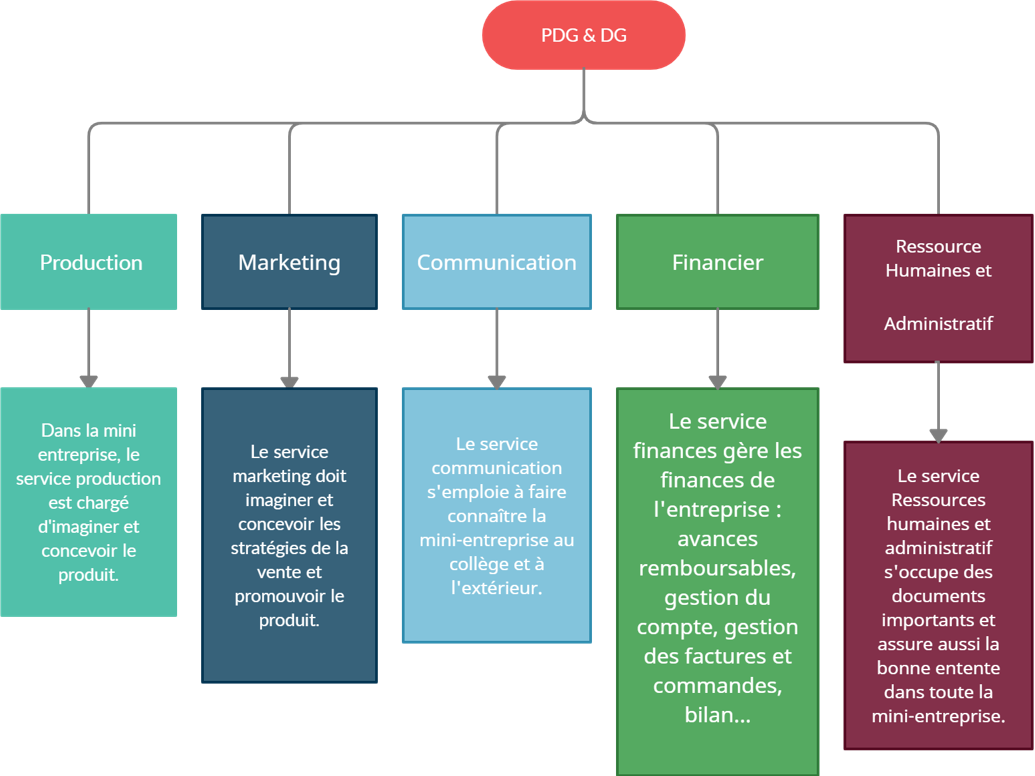 PDG & DG
Production
Marketing
Communication
Financier
Ressource
Humaines et
Administratif
Dans la mini
entreprise, le
service production
est chargé
d'imaginer et
concevoir le
produit.
Le service
marketing doit
imaginer et
concevoir les
stratégies de la
vente et
promouvoir le
produit.
Le service
communication
s'emploie à faire
connaître la
mini-entreprise au
collège et à
l'extérieur.
Le service
finances gère les
finances de
l'entreprise :
avances
remboursables,
gestion du
compte, gestion
des factures et
commandes,
bilan...
Le service
Ressources
humaines et
administratif
s'occupe des
documents
importants et
assure aussi la
bonne entente
dans toute la
mini-entreprise.